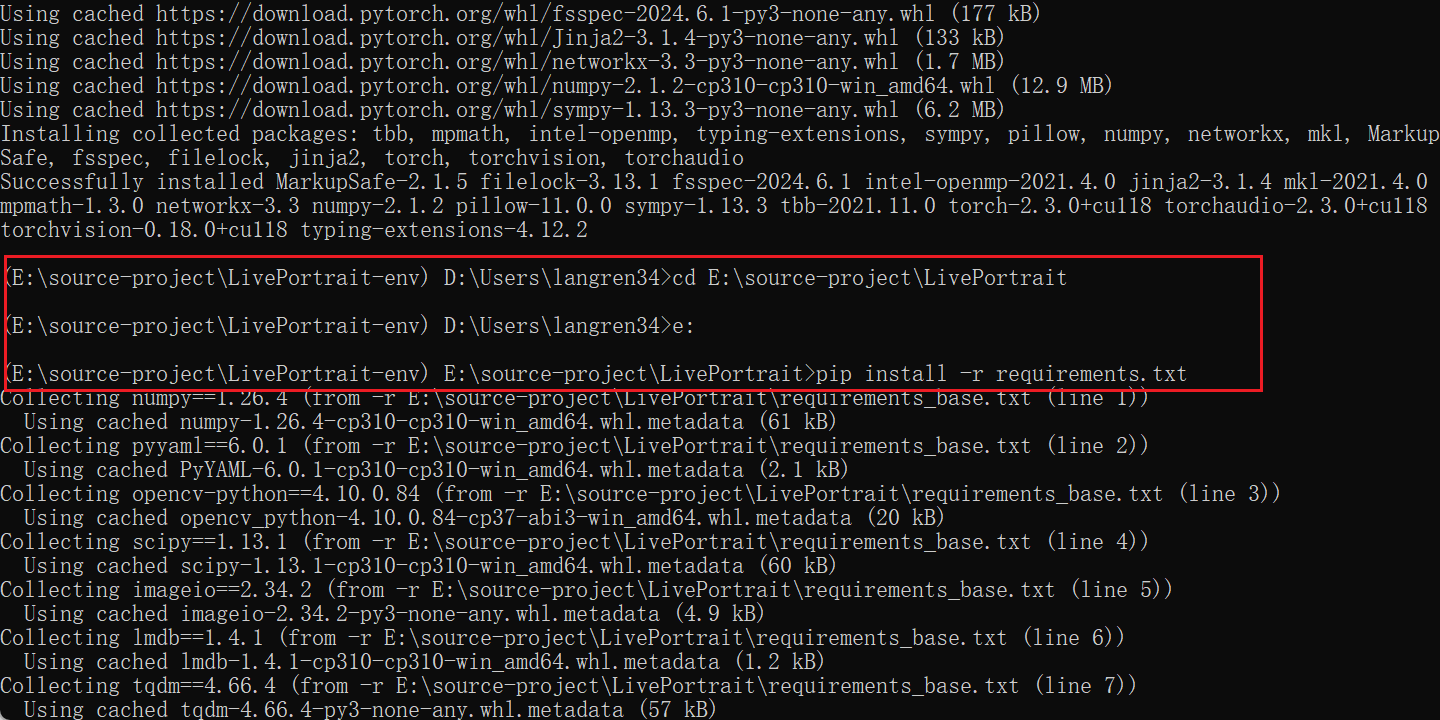 Using cached https://download.pytorch.org/whl/fsspec-2024.6.1-py3-none-any.whl (177 kB)
Using cached https://download.pytorch.org/whl/Jinja2-3.1.4-py3-none-any.whl (133 kB)
Using cached https://download.pytorch.org/whl/networkx-3.3-py3-none-any.whl (1.7 MB)
Using cached https://download.pytorch.org/whl/numpy-2.1.2-cp310-cp310-win_amd64.whl (12.9 MB)
Using cached https://download.pytorch.org/whl/sympy-1.13.3-py3-none-any.whl (6.2 MB)
Installing collected packages: tbb, mpmath, intel-openmp, typing-extensions, sympy, pillow, numpy, networkx, mkl, Markup
Safe, fsspec, filelock, jinja2, torch, torchvision, torchaudio
Successfully installed MarkupSafe-2.1.5 filelock-3.13.1 fsspec-2024.6.1 intel-openmp-2021.4.0 jinja2-3.1.4 mkl-2021.4.0
mpmath-1.3.0 networkx-3.3 numpy-2.1.2 pillow-11.0.0 sympy-1.13.3 tbb-2021.11.0 torch-2.3.0+cu118 torchaudio-2.3.0+cu118
torchvision-0.18.0+cu118 typing-extensions-4.12.2
(E:\source-project\LivePortrait-env) D:\Users\langren34>cd E:\source-project\LivePortrait
(E:\source-project\LivePortrait-env) D:\Users\langren34>e:
(E:\source-project\LivePortrait-env) E:\source-project\LivePortrait>pip install -r requirements.txt
Collecting numpy==1.26.4 (from -r E:\source-project\LivePortrait\requirements_base.txt (line 1))
Using cached numpy-1.26.4-cp310-cp310-win_amd64.whl.metadata (61 kB)
Collecting pyyaml==6.0.1 (from -r E:\source-project\LivePortrait\requirements_base.txt (line 2))
Using cached PyYAML-6.0.1-cp310-cp310-win_amd64.whl.metadata (2.1 kB)
Collecting opencv-python==4.10.0.84 (from -r E:\source-project\LivePortrait\requirements_base.txt (line 3))
Using cached opencv_python-4.10.0.84-cp37-abi3-win_amd64.whl.metadata (20 kB)
Collecting scipy==1.13.1 (from -r E:\source-project\LivePortrait\requirements_base.txt (line 4))
Using cached scipy-1.13.1-cp310-cp310-win_amd64.whl.metadata (60 kB)
Collecting imageio==2.34.2 (from -r E:\source-project\LivePortrait\requirements_base.txt (line 5))
Using cached imageio-2.34.2-py3-none-any.whl.metadata (4.9 kB)
Collecting lmdb==1.4.1 (from -r E:\source-project\LivePortrait\requirements_base.txt (line 6))
Using cached lmdb-1.4.1-cp310-cp310-win_amd64.whl.metadata (1.2 kB)
Collecting tqdm==4.66.4 (from -r E:\source-project\LivePortrait\requirements_base.txt (line 7))
Using cached tqdm-4.66.4-py3-none-any.whl.metadata (57 kB)